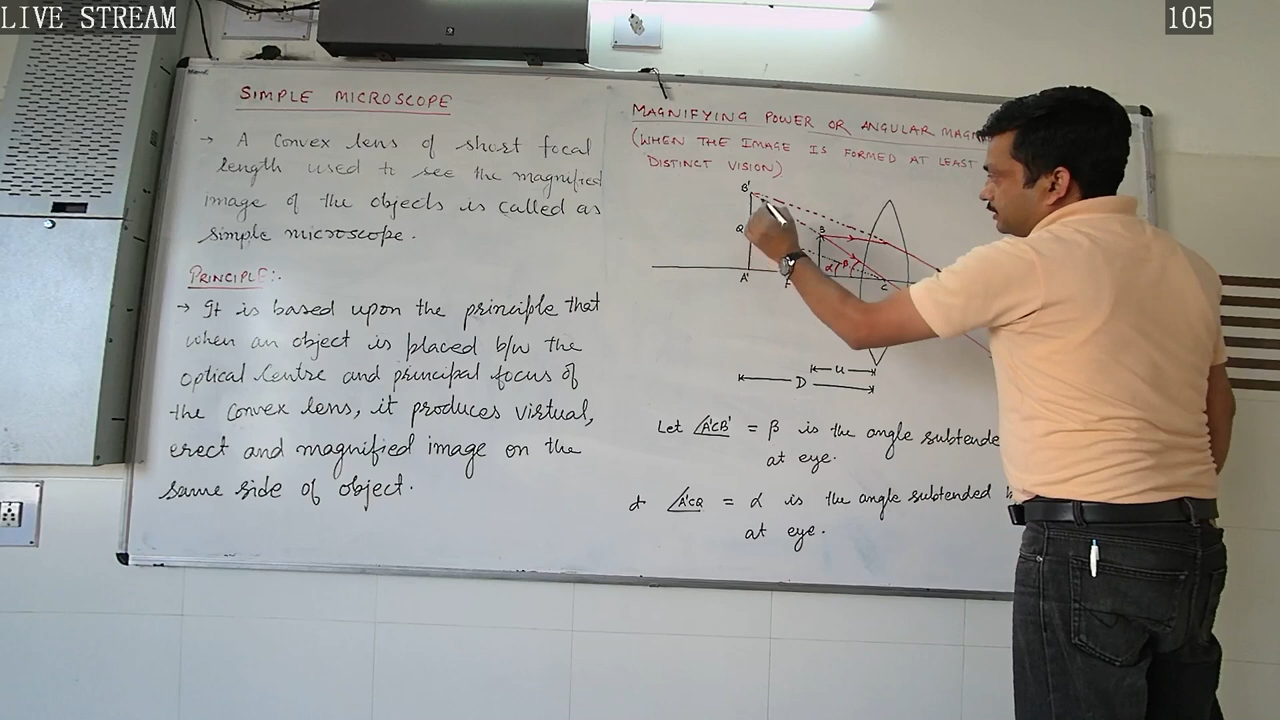 LIVE STREAM
105
SIMPLE MICROSCOPE
→ A Convex lens of short focal
length used to see the magnified
image of the objects is called as
simple microscope.
PRINCIPLE:-
→ It is based upon the principle that
when an object is placed b/w the
optical centre and principal focus of
the convex lens, it produces virtual,
erect and magnified image on the
same side of object.
MAGNIFYING POWER OR ANGULAR MAGN
(WHEN THE IMAGE IS FORMED AT LEAST
DISTINCT VISION)
B'
Q
B
α β
A'
A
C
u
D
Let ∠A'CB' = β is the angle subtende
at eye.
& ∠A'CQ = α is the angle subtended b
at eye.